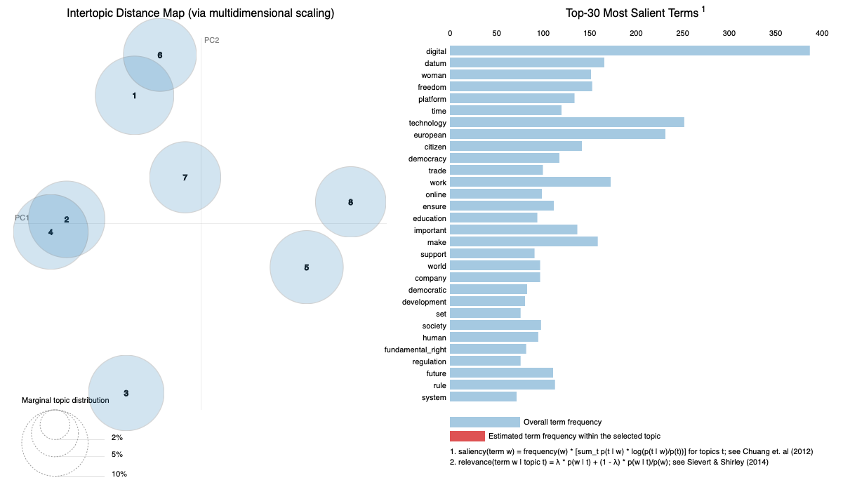 Intertopic Distance Map (via multidimensional scaling)
PC2
6
1
7
8
PC1
2
4
5
3
Marginal topic distribution
2%
5%
10%
Top-30 Most Salient Terms 1
0 50 100 150 200 250 300 350 400
digital
datum
woman
freedom
platform
time
technology
european
citizen
democracy
trade
work
online
ensure
education
important
make
support
world
company
democratic
development
set
society
human
fundamental_right
regulation
future
rule
system
Overall term frequency
Estimated term frequency within the selected topic
1. saliency(term w) = frequency(w) * [sum_t p(t | w) * log(p(t | w)/p(t))] for topics t; see Chuang et. al (2012)
2. relevance(term w | topic t) = λ * p(w | t) + (1 - λ) * p(w | t)/p(w); see Sievert & Shirley (2014)